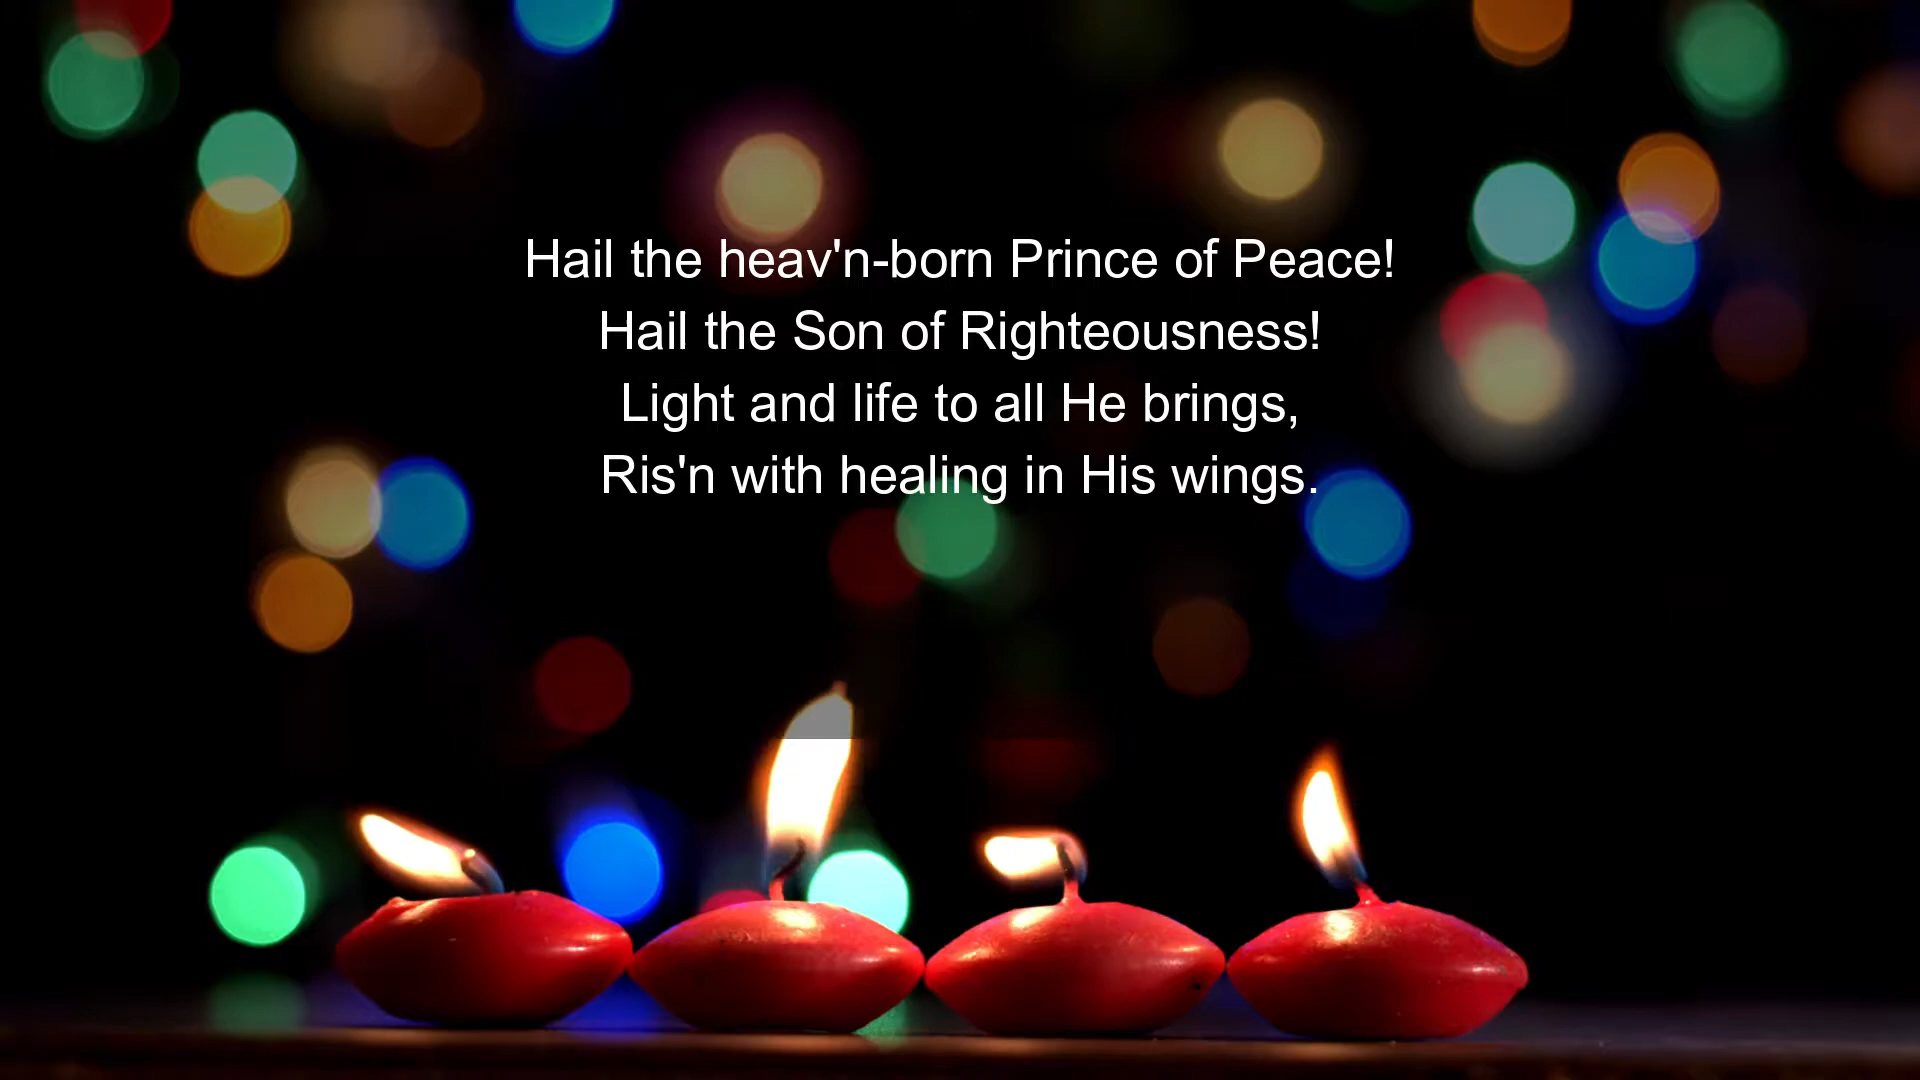 Hail the heav'n-born Prince of Peace!
Hail the Son of Righteousness!
Light and life to all He brings,
Ris'n with healing in His wings.